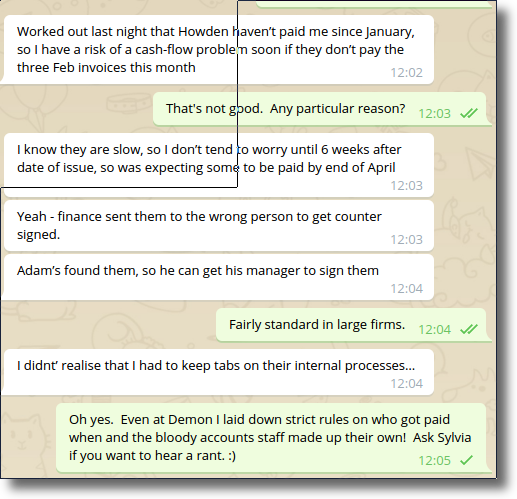 Worked out last night that Howden haven't paid me since January,
so I have a risk of a cash-flow problem soon if they don't pay the
three Feb invoices this month
12:02
That's not good.  Any particular reason?
12:03
I know they are slow, so I don't tend to worry until 6 weeks after
date of issue, so was expecting some to be paid by end of April
12:03
Yeah - finance sent them to the wrong person to get counter
signed.
12:03
Adam's found them, so he can get his manager to sign them
12:04
Fairly standard in large firms.
12:04
I didnt' realise that I had to keep tabs on their internal processes...
12:04
Oh yes.  Even at Demon I laid down strict rules on who got paid
when and the bloody accounts staff made up their own!  Ask Sylvia
if you want to hear a rant. :)
12:05